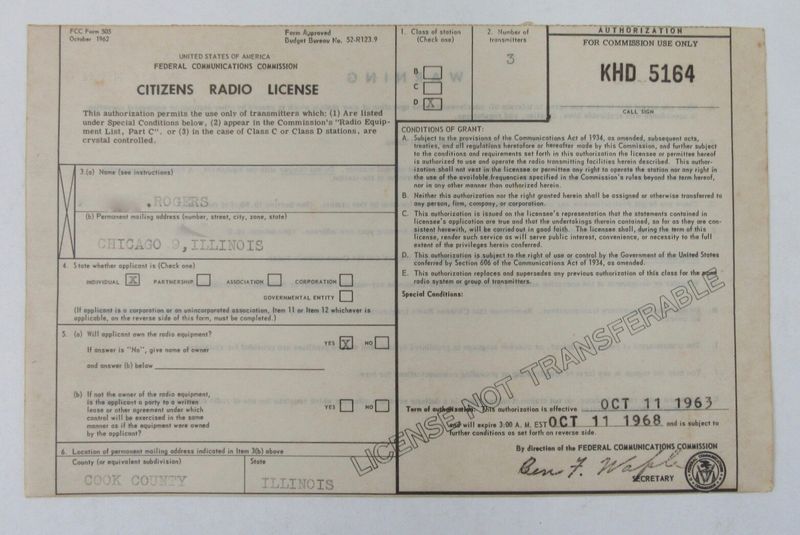 FCC Form 505
October 1962
Form Approved
Budget Bureau No. 52-R123.9
UNITED STATES OF AMERICA
FEDERAL COMMUNICATIONS COMMISSION
CITIZENS RADIO LICENSE
This authorization permits the use only of transmitters which: (1) Are listed
under Special Conditions below, (2) appear in the Commission's "Radio Equip-
ment List, Part C", or (3) in the case of Class C or Class D stations, are
crystal controlled.
3.(a) Name (see instructions)
.ROGERS
(b) Permanent mailing address (number, street, city, zone, state)
CHICAGO 9, ILLINOIS
4. State whether applicant is (Check one)
INDIVIDUAL X PARTNERSHIP ASSOCIATION CORPORATION
GOVERNMENTAL ENTITY
(If applicant is a corporation or an unincorporated association, Item 11 or Item 12 whichever is
applicable, on the reverse side of this form, must be completed.)
5. (a) Will applicant own the radio equipment?
YES X NO
If answer is "No", give name of owner
and answer (b) below
(b) If not the owner of the radio equipment,
is the applicant a party to a written
lease or other agreement under which
control will be exercised in the same
manner as if the equipment were owned
by the applicant?
YES NO
6. Location of permanent mailing address indicated in Item 3(b) above
County (or equivalent subdivision)
State
COOK COUNTY
ILLINOIS
1. Class of station
(Check one)
B
C
D X
2. Number of
transmitters
3
AUTHORIZATION
FOR COMMISSION USE ONLY
KHD 5164
CALL SIGN
CONDITIONS OF GRANT:
A. Subject to the provisions of the Communications Act of 1934, as amended, subsequent acts,
treaties, and all regulations heretofore or hereafter made by this Commission, and further subject
to the conditions and requirements set forth in this authorization the licensee or permittee hereof
is authorized to use and operate the radio transmitting facilities herein described. This author-
ization shall not vest in the licensee or permittee any right to operate the station nor any right in
the use of the available frequencies specified in the Commission's rules beyond the term hereof,
nor in any other manner than authorized herein.
B. Neither this authorization nor the right granted herein shall be assigned or otherwise transferred to
any person, firm, company, or corporation.
C. This authorization is issued on the licensee's representation that the statements contained in
licensee's application are true and that the undertakings therein contained, so far as they are con-
sistent herewith, will be carried out in good faith. The licensee, shall, during the term of this
license, render such service as will serve public interest, convenience, or necessity to the full
extent of the privileges herein conferred.
D. This authorization is subject to the right of use or control by the Government of the United States
conferred by Section 606 of the Communications Act of 1934, as amended.
E. This authorization replaces and supersedes any previous authorization of this class for the same
radio system or group of transmitters.
Special Conditions:
LICENSE NOT TRANSFERABLE
Term of authorization: This authorization is effective OCT 11 1963
and will expire 3:00 A. M. EST OCT 11 1968 and is subject to
further conditions as set forth on reverse side.
By direction of the FEDERAL COMMUNICATIONS COMMISSION
Ben F. Waple
SECRETARY